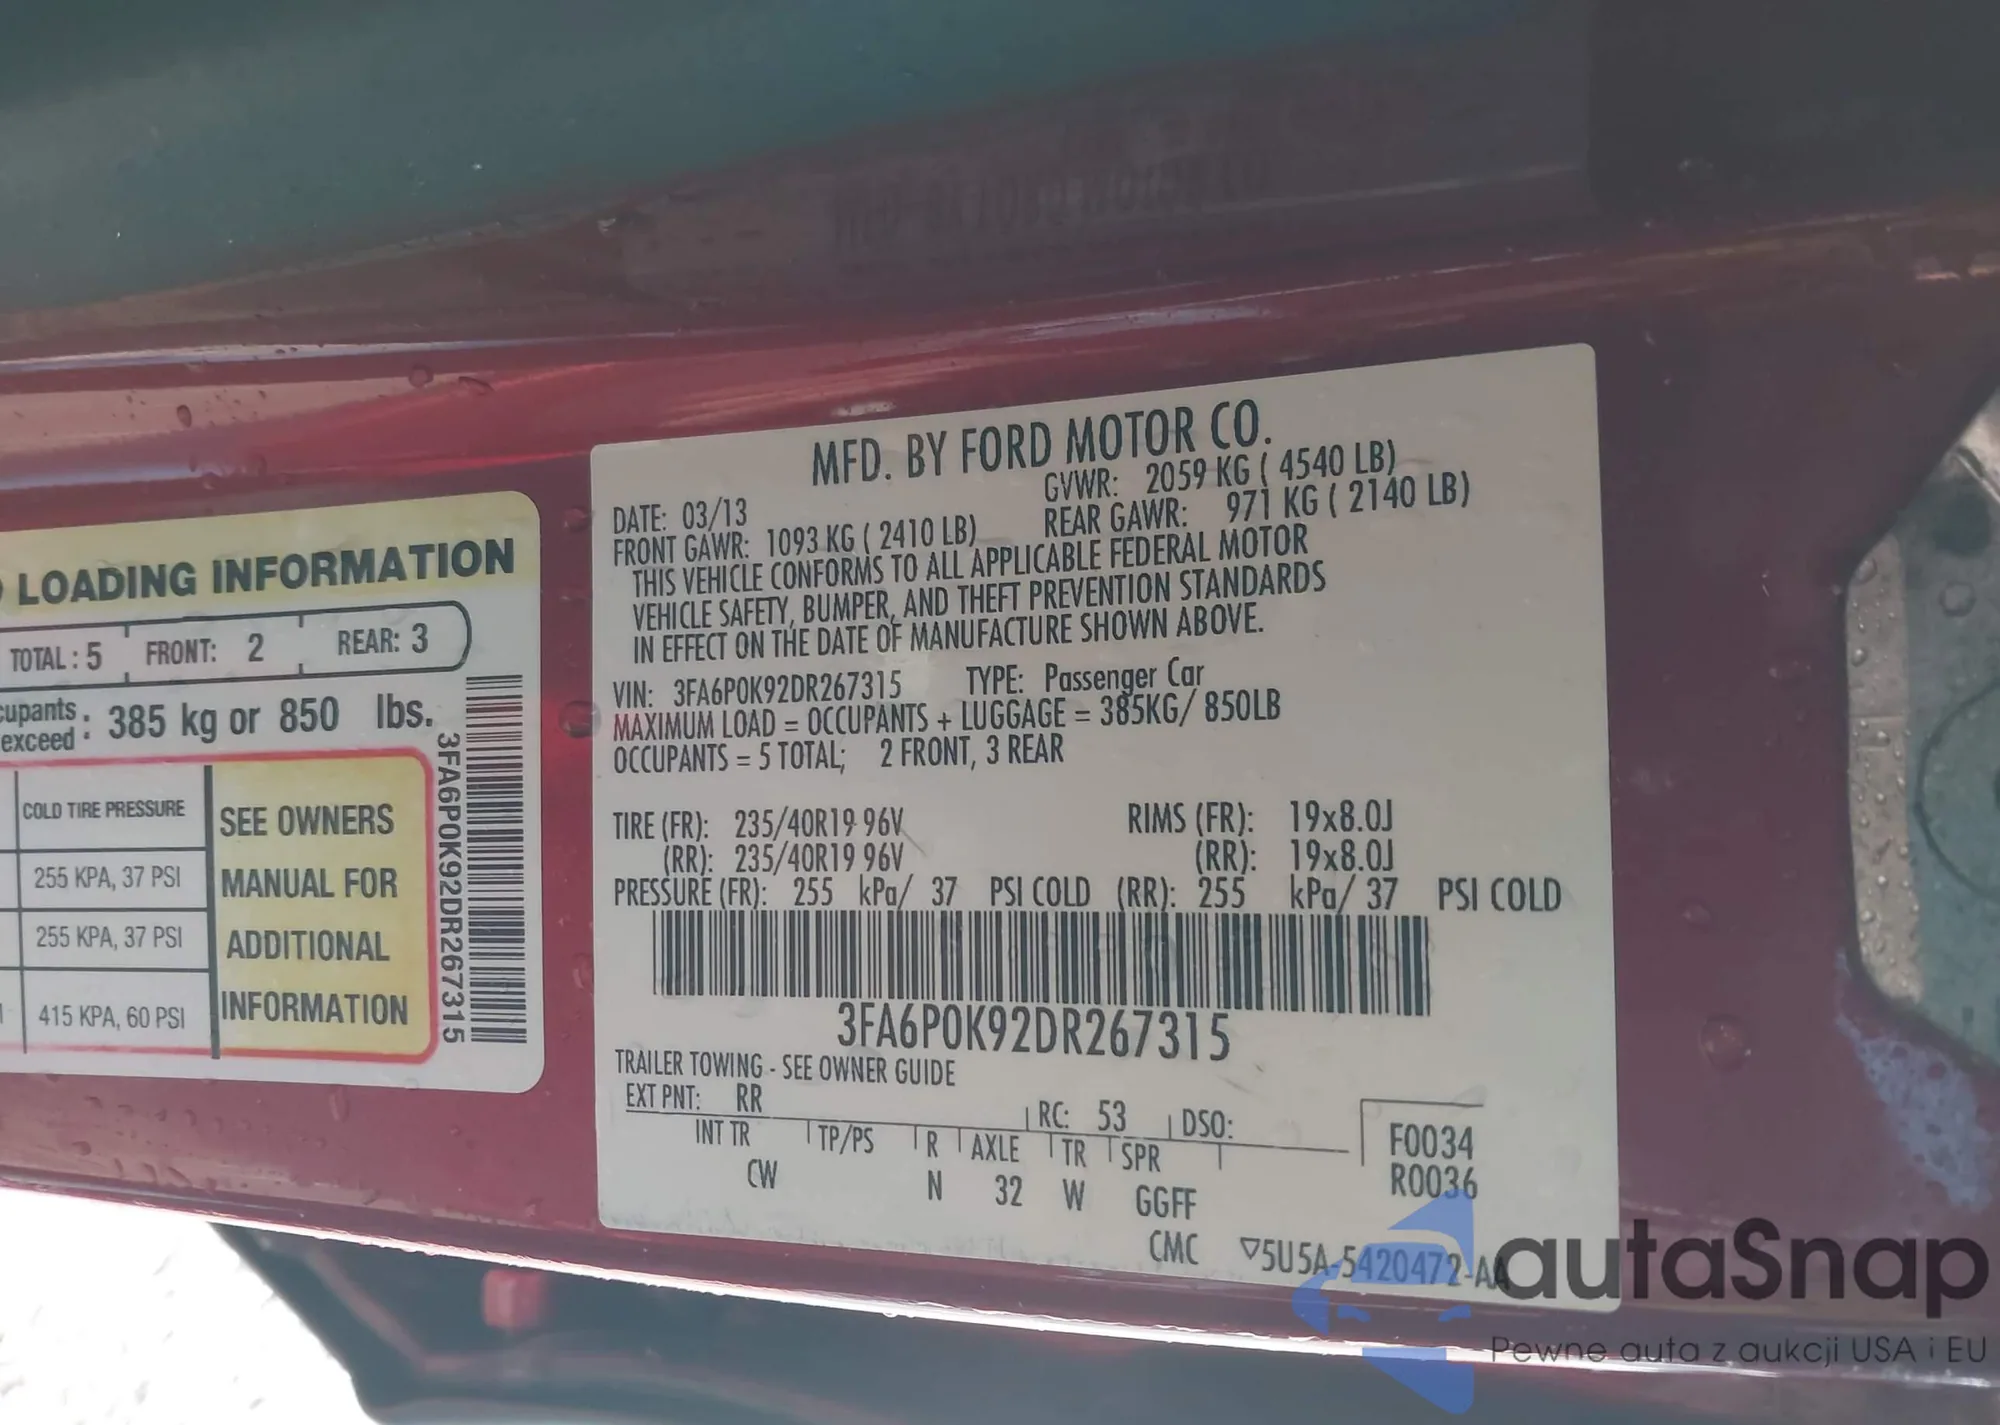 LOADING INFORMATION
TOTAL : 5 FRONT: 2 REAR: 3
385 kg or 850 lbs.
exceed :
COLD TIRE PRESSURE
255 KPA, 37 PSI
255 KPA, 37 PSI
415 KPA, 60 PSI
SEE OWNERS
MANUAL FOR
ADDITIONAL
INFORMATION
3FA6P0K92DR267315
MFD. BY FORD MOTOR CO.
DATE: 03/13 GVWR: 2059 KG ( 4540 LB)
FRONT GAWR: 1093 KG ( 2410 LB) REAR GAWR: 971 KG ( 2140 LB)
THIS VEHICLE CONFORMS TO ALL APPLICABLE FEDERAL MOTOR
VEHICLE SAFETY, BUMPER, AND THEFT PREVENTION STANDARDS
IN EFFECT ON THE DATE OF MANUFACTURE SHOWN ABOVE.
VIN: 3FA6P0K92DR267315 TYPE: Passenger Car
MAXIMUM LOAD = OCCUPANTS + LUGGAGE = 385KG/ 850LB
OCCUPANTS = 5 TOTAL; 2 FRONT, 3 REAR
TIRE (FR): 235/40R19 96V RIMS (FR): 19x8.0J
(RR): 235/40R19 96V (RR): 19x8.0J
PRESSURE (FR): 255 kPa/ 37 PSI COLD (RR): 255 kPa/ 37 PSI COLD
3FA6P0K92DR267315
TRAILER TOWING - SEE OWNER GUIDE
EXT PNT: RR RC: 53 DSO:
INT TR TP/PS R AXLE TR SPR
CW N 32 W GGFF
F0034
R0036
CMC ▽5U5A-5420472-AA
autaSnap
Pewne auta z aukcji USA i EU